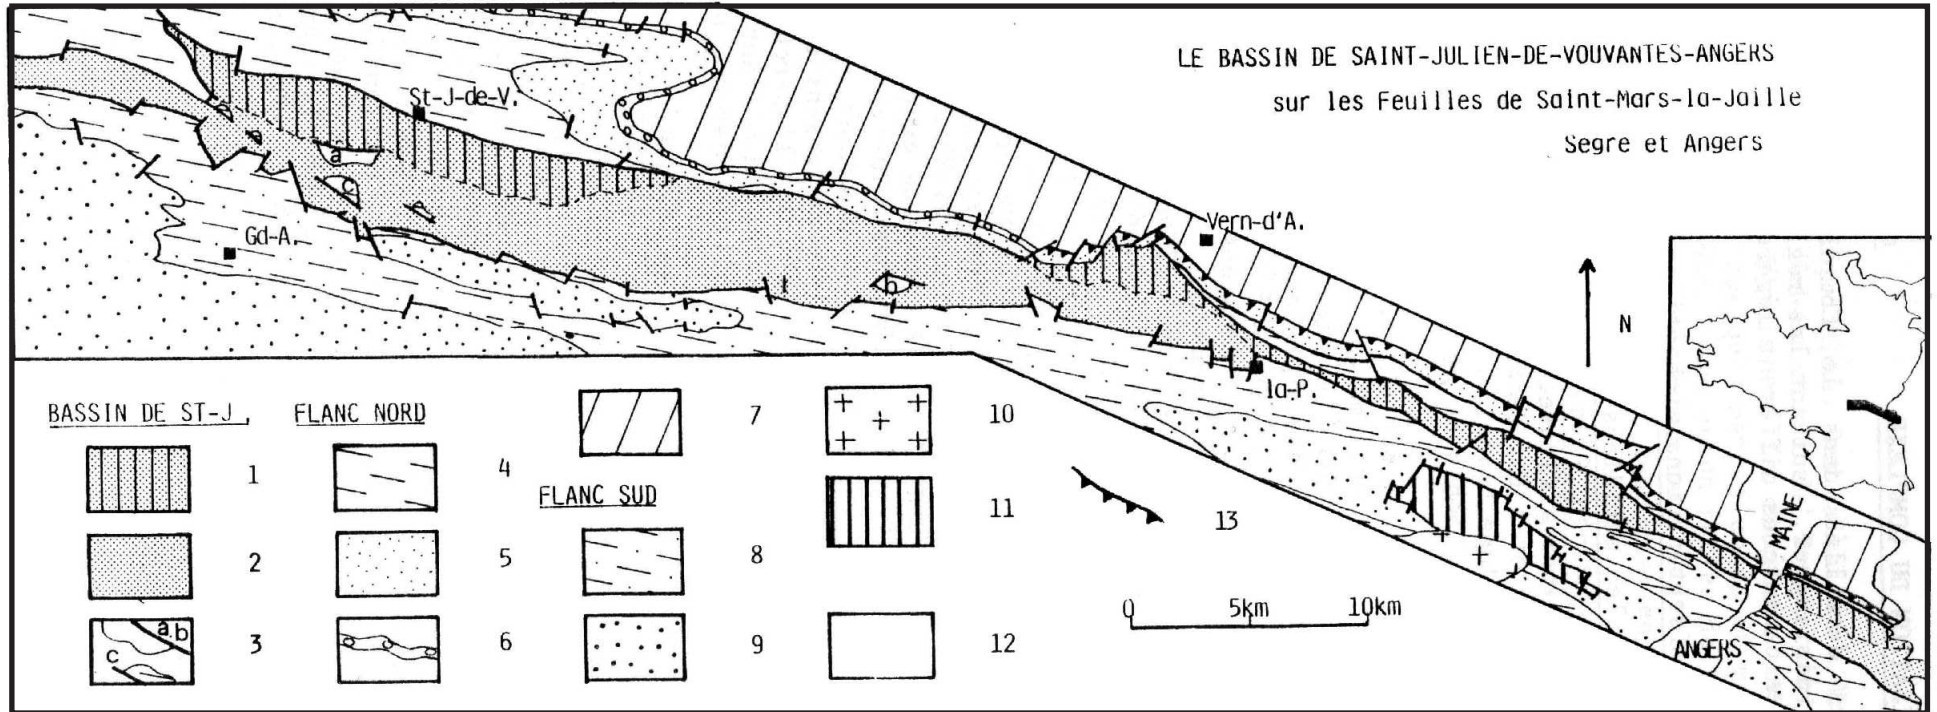 LE BASSIN DE SAINT-JULIEN-DE-VOUVANTES-ANGERS
sur les Feuilles de Saint-Mars-la-Jaille
Segre et Angers
St-J-de-V.
a
c
Gd-A.
b
Vern-d'A.
N
la-P.
MAINE
ANGERS
BASSIN DE ST-J.
1
2
a b
c
3
FLANC NORD
4
5
6
7
FLANC SUD
8
9
10
11
12
13
0 5km 10km